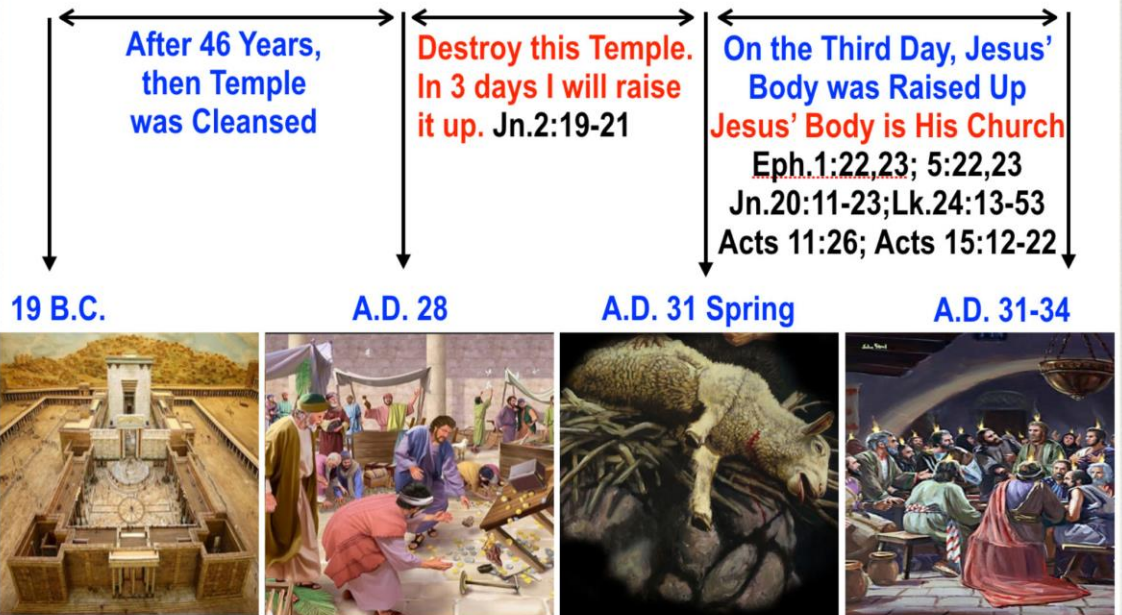 After 46 Years,
then Temple
was Cleansed
Destroy this Temple.
In 3 days I will raise
it up. Jn.2:19-21
On the Third Day, Jesus’
Body was Raised Up
Jesus’ Body is His Church
Eph.1:22,23; 5:22,23
Jn.20:11-23;Lk.24:13-53
Acts 11:26; Acts 15:12-22
19 B.C.
A.D. 28
A.D. 31 Spring
A.D. 31-34